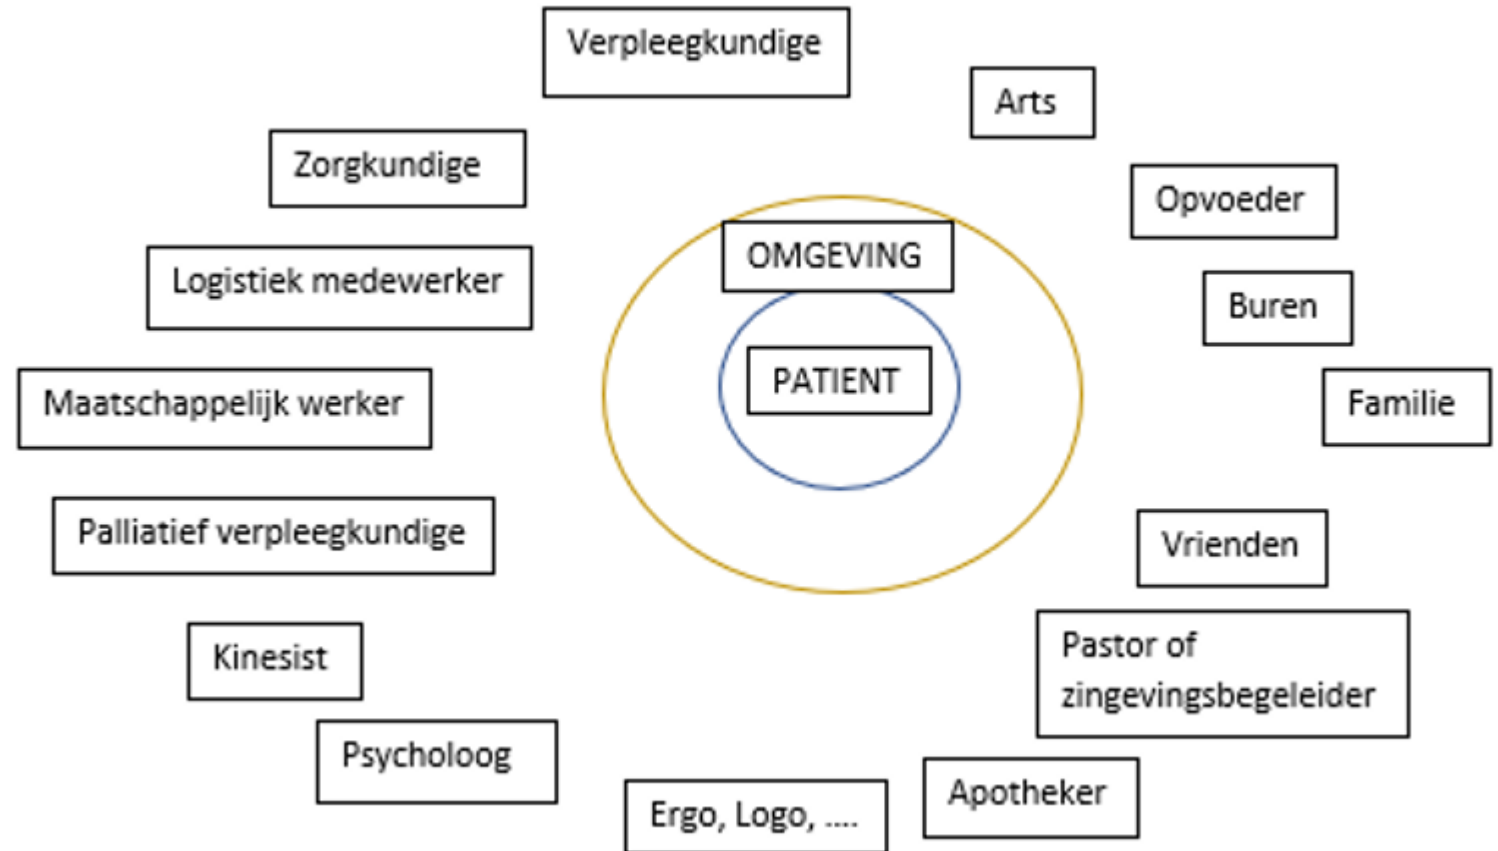 Verpleegkundige
Arts
Zorgkundige
Opvoeder
OMGEVING
Logistiek medewerker
Buren
PATIENT
Maatschappelijk werker
Familie
Palliatief verpleegkundige
Vrienden
Kinesist
Pastor of
zingevingsbegeleider
Psycholoog
Apotheker
Ergo, Logo, ....